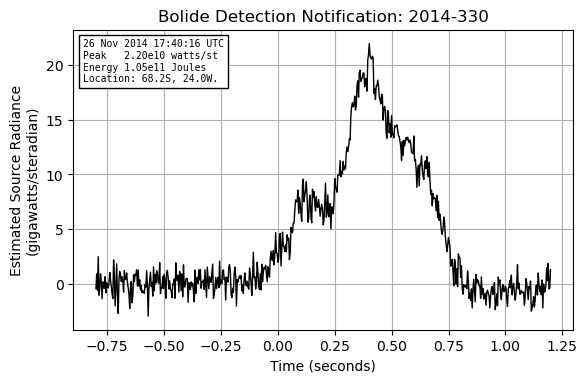 Bolide Detection Notification: 2014-330
26 Nov 2014 17:40:16 UTC
Peak   2.20e10 watts/st
Energy 1.05e11 Joules
Location: 68.2S, 24.0W.
Estimated Source Radiance
(gigawatts/steradian)
20
15
10
5
0
−0.75 −0.50 −0.25 0.00 0.25 0.50 0.75 1.00 1.25
Time (seconds)